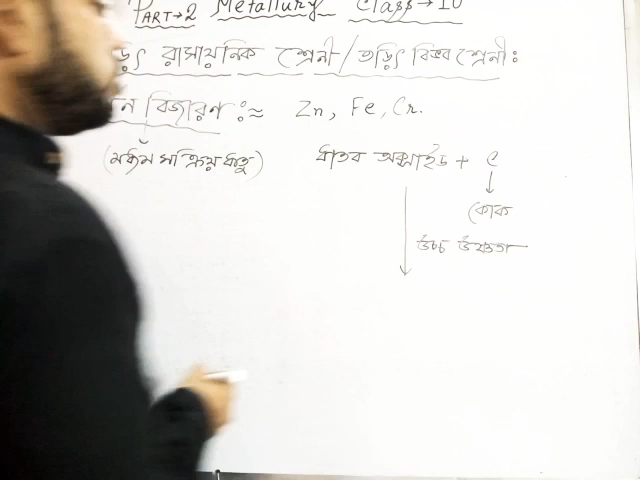 PART→2 Metallury Class→10
রাসায়নিক শ্রেনী/তড়িৎ বিভব শ্রেনী:
বিজারণ :≈ Zn, Fe, Cr.
(মধ্যম সক্রিয় ধাতু) ধাতব অক্সাইড + C
↓
কোক
উচ্চ উষ্ণতা